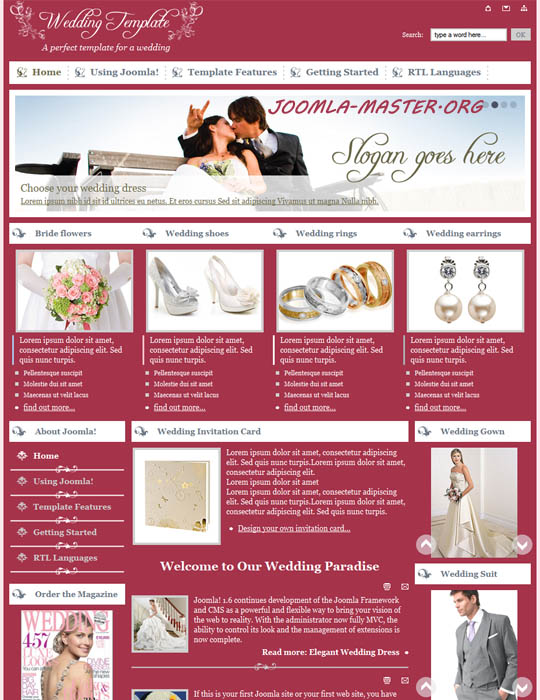 Wedding Template
A perfect template for a wedding
Search: type a word here... OK
Home Using Joomla! Template Features Getting Started RTL Languages
JOOMLA-MASTER.ORG
Slogan goes here
Choose your wedding dress
Lorem ipsum nibh id sit id ultrices eu netus. Et eros cursus Sed sit adipiscing Vivamus ut magna Nulla nibh.
Bride flowers Wedding shoes Wedding rings Wedding earrings
Lorem ipsum dolor sit amet,
consectetur adipiscing elit. Sed
quis nunc turpis.
Pellentesque suscipit
Molestie dui sit amet
Maecenas ut velit lacus
find out more...
Lorem ipsum dolor sit amet,
consectetur adipiscing elit. Sed
quis nunc turpis.
Pellentesque suscipit
Molestie dui sit amet
Maecenas ut velit lacus
find out more...
Lorem ipsum dolor sit amet,
consectetur adipiscing elit. Sed
quis nunc turpis.
Pellentesque suscipit
Molestie dui sit amet
Maecenas ut velit lacus
find out more...
Lorem ipsum dolor sit amet,
consectetur adipiscing elit. Sed
quis nunc turpis.
Pellentesque suscipit
Molestie dui sit amet
Maecenas ut velit lacus
find out more...
About Joomla!
Home
Using Joomla!
Template Features
Getting Started
RTL Languages
Order the Magazine
WEDDING
457
Wedding Invitation Card
Lorem ipsum dolor sit amet, consectetur adipiscing
elit. Sed quis nunc turpis.Lorem ipsum dolor sit
amet, consectetur adipiscing elit. Sed quis nunc
turpis.
Lorem ipsum dolor sit amet
Lorem ipsum dolor sit amet, consectetur adipiscing
elit. Sed quis nunc turpis.
Design your own invitation card...
Welcome to Our Wedding Paradise
Joomla! 1.6 continues development of the Joomla Framework
and CMS as a powerful and flexible way to bring your vision of
the web to reality. With the administrator now fully MVC, the
ability to control its look and the management of extensions is
now complete.
Read more: Elegant Wedding Dress
If this is your first Joomla site or your first web site, you have
Wedding Gown
Wedding Suit